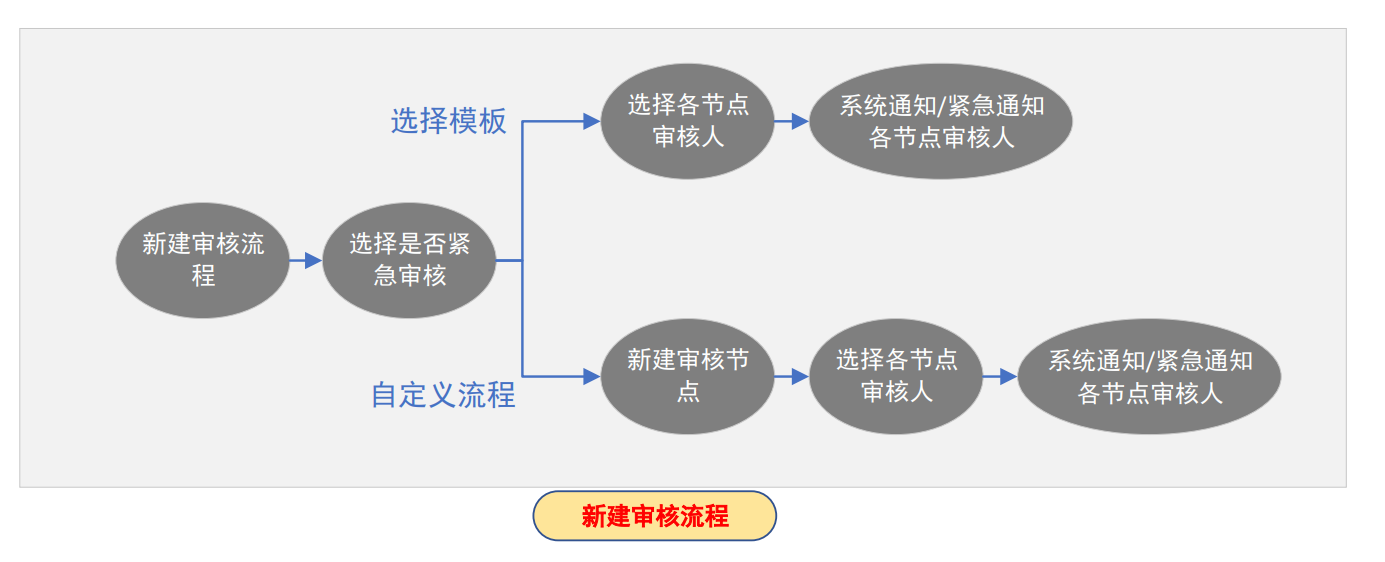 选择模板
选择各节点
审核人
系统通知/紧急通知
各节点审核人
新建审核流
程
选择是否紧
急审核
自定义流程
新建审核节
点
选择各节点
审核人
系统通知/紧急通知
各节点审核人
新建审核流程